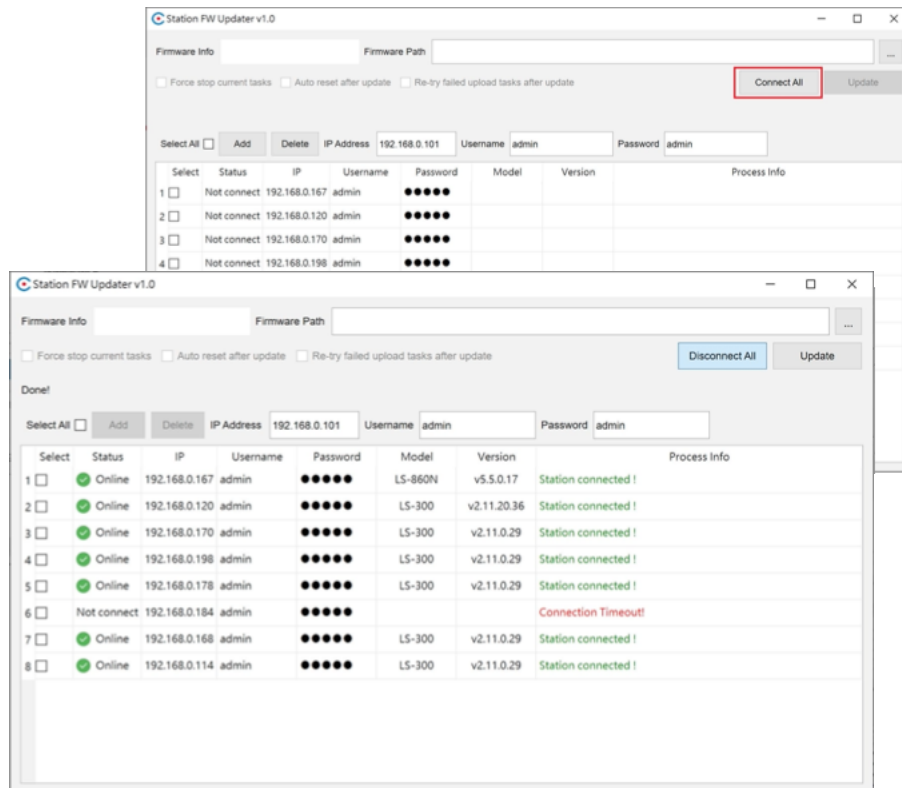 Station FW Updater v1.0
Firmware Info Firmware Path ...
Force stop current tasks Auto reset after update Re-try failed upload tasks after update Connect All Update
Select All Add Delete IP Address 192.168.0.101 Username admin Password admin
Select Status IP Username Password Model Version Process Info
1 Not connect 192.168.0.167 admin ●●●●●
2 Not connect 192.168.0.120 admin ●●●●●
3 Not connect 192.168.0.170 admin ●●●●●
4 Not connect 192.168.0.198 admin ●●●●●
Station FW Updater v1.0
Firmware Info Firmware Path ...
Force stop current tasks Auto reset after update Re-try failed upload tasks after update Disconnect All Update
Done!
Select All Add Delete IP Address 192.168.0.101 Username admin Password admin
Select Status IP Username Password Model Version Process Info
1 Online 192.168.0.167 admin ●●●●● LS-860N v5.5.0.17 Station connected !
2 Online 192.168.0.120 admin ●●●●● LS-300 v2.11.20.36 Station connected !
3 Online 192.168.0.170 admin ●●●●● LS-300 v2.11.0.29 Station connected !
4 Online 192.168.0.198 admin ●●●●● LS-300 v2.11.0.29 Station connected !
5 Online 192.168.0.178 admin ●●●●● LS-300 v2.11.0.29 Station connected !
6 Not connect 192.168.0.184 admin ●●●●● Connection Timeout!
7 Online 192.168.0.168 admin ●●●●● LS-300 v2.11.0.29 Station connected !
8 Online 192.168.0.114 admin ●●●●● LS-300 v2.11.0.29 Station connected !